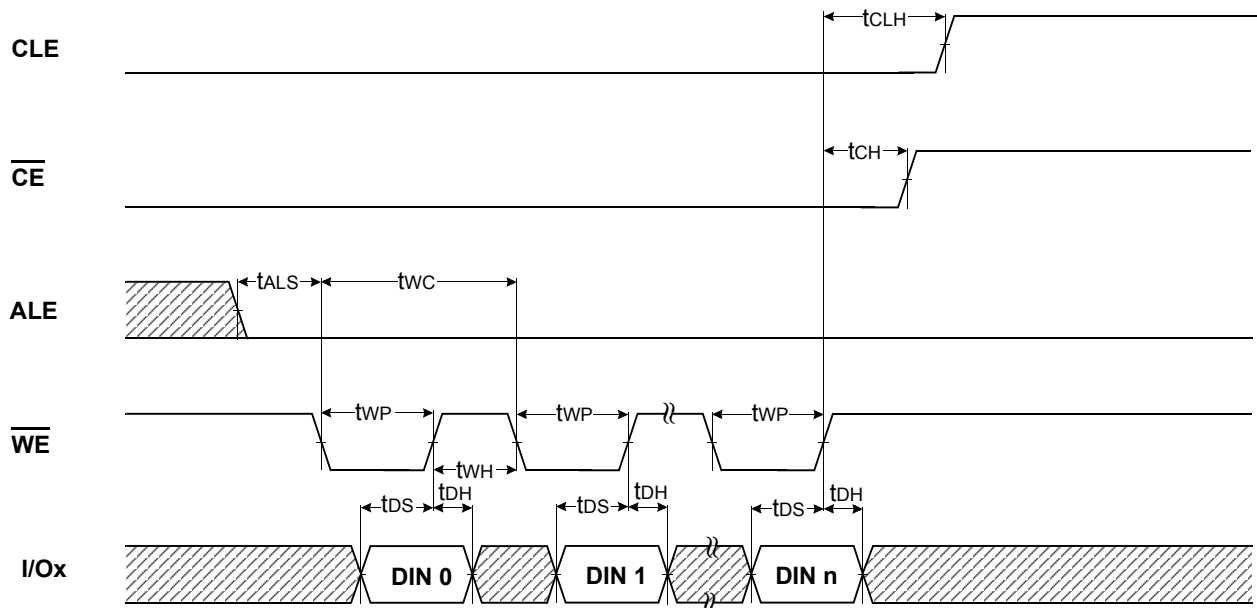 tCLH
CLE
tCH
CE
tALS
tWC
ALE
tWP
tWP
tWP
WE
tWH
tDS
tDH
tDS
tDH
tDS
tDH
I/Ox
DIN 0
DIN 1
DIN n